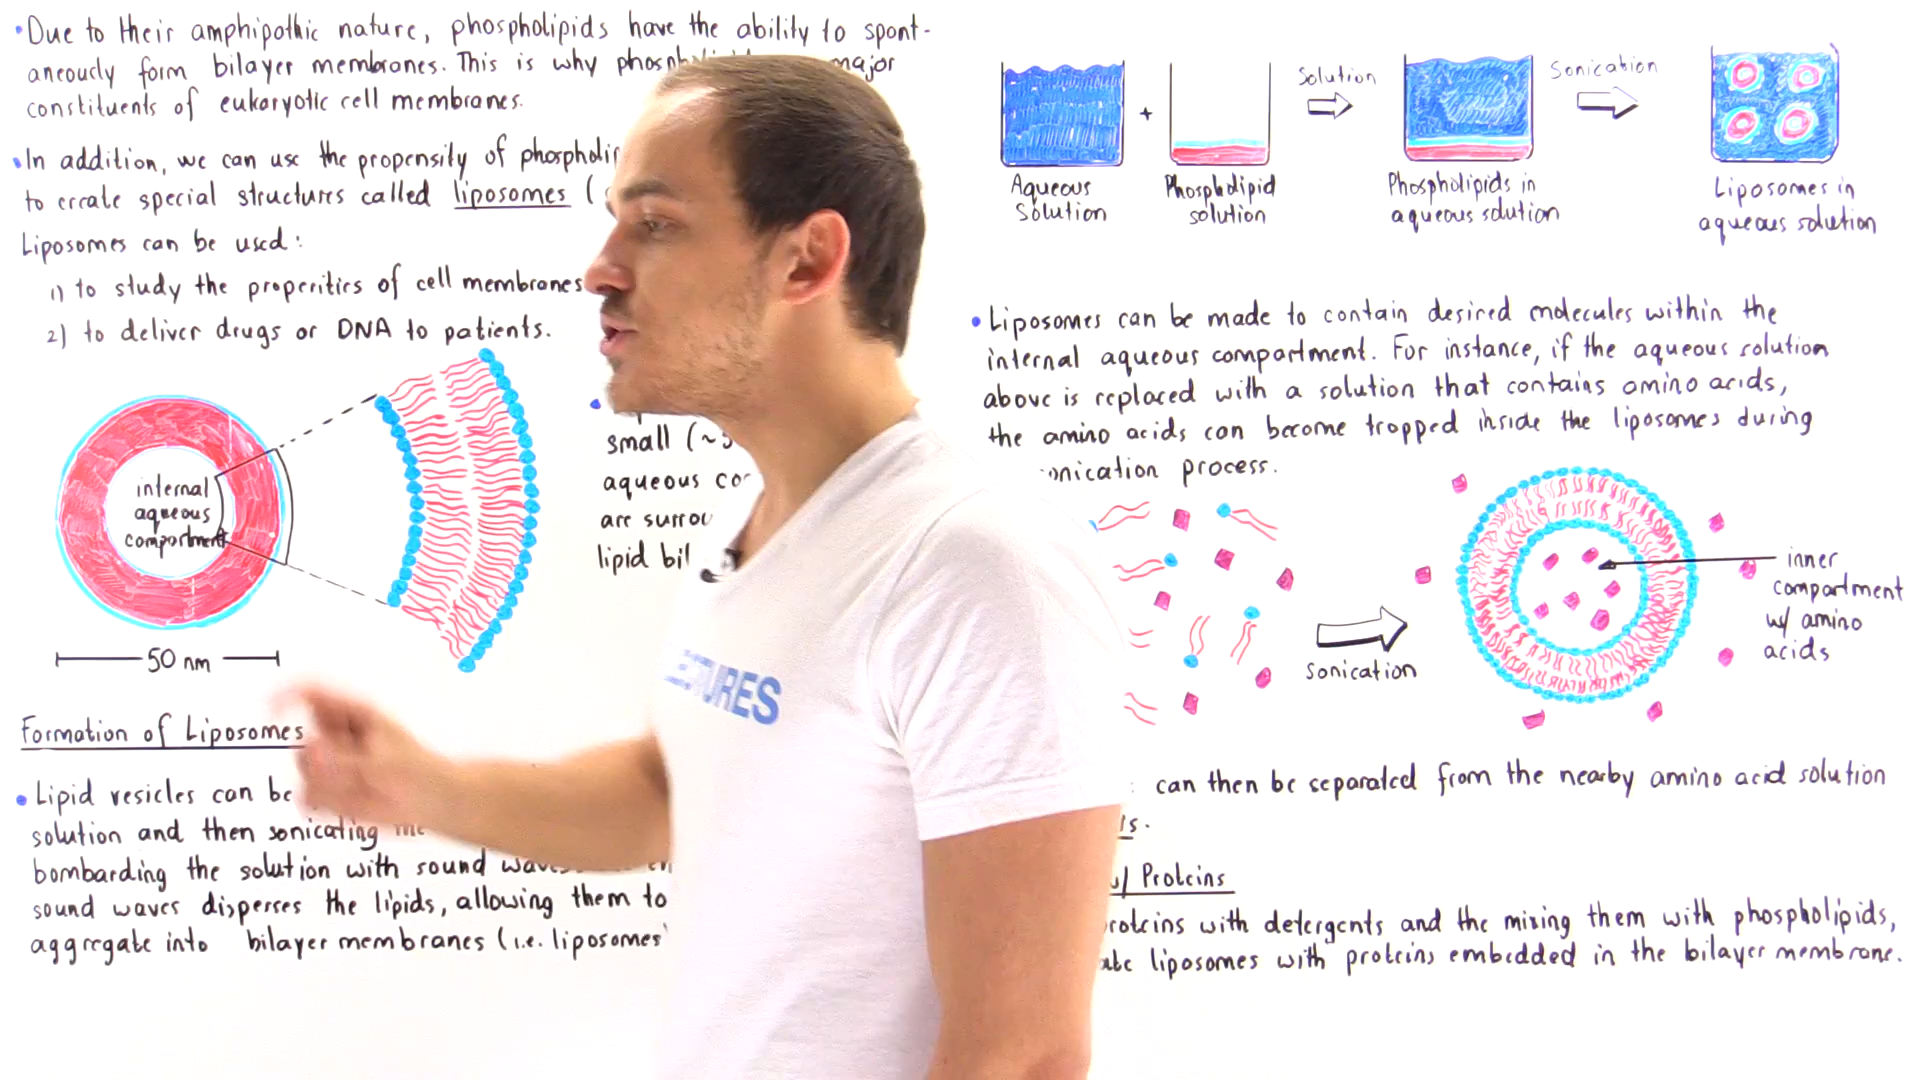 •Due to their amphipathic nature, phospholipids have the ability to spont-
aneously form bilayer membranes. This is why major
constituents of eukaryotic cell membranes.
•In addition, we can use the propensity of
to create special structures called liposomes (
Liposomes can be used:
1) to study the properities of cell membranes
2) to deliver drugs or DNA to patients.
internal
aqueous
compartment
50 nm
small (~5
aqueous
are
lipid
Formation of Liposomes
•Lipid vesicles can be
solution and then sonicating
bombarding the solution with sound
sound waves disperses the lipids, allowing them to
aggregate into bilayer membranes (i.e. liposomes
LECTURES
Aqueous
Solution
+
Phospholipid
solution
Solution
Phospholipids in
aqueous solution
Sonication
Liposomes in
aqueous solution
•Liposomes can be made to contain desired molecules within the
internal aqueous compartment. For instance, if the aqueous solution
above is replaced with a solution that contains amino acids,
the amino acids can become trapped inside the liposomes during
process.
sonication
inner
compartment
w/ amino
acids
can then be separated from the nearby amino acid solution
w/ Proteins
with detergents and the mixing them with phospholipids,
liposomes with proteins embedded in the bilayer membrane.